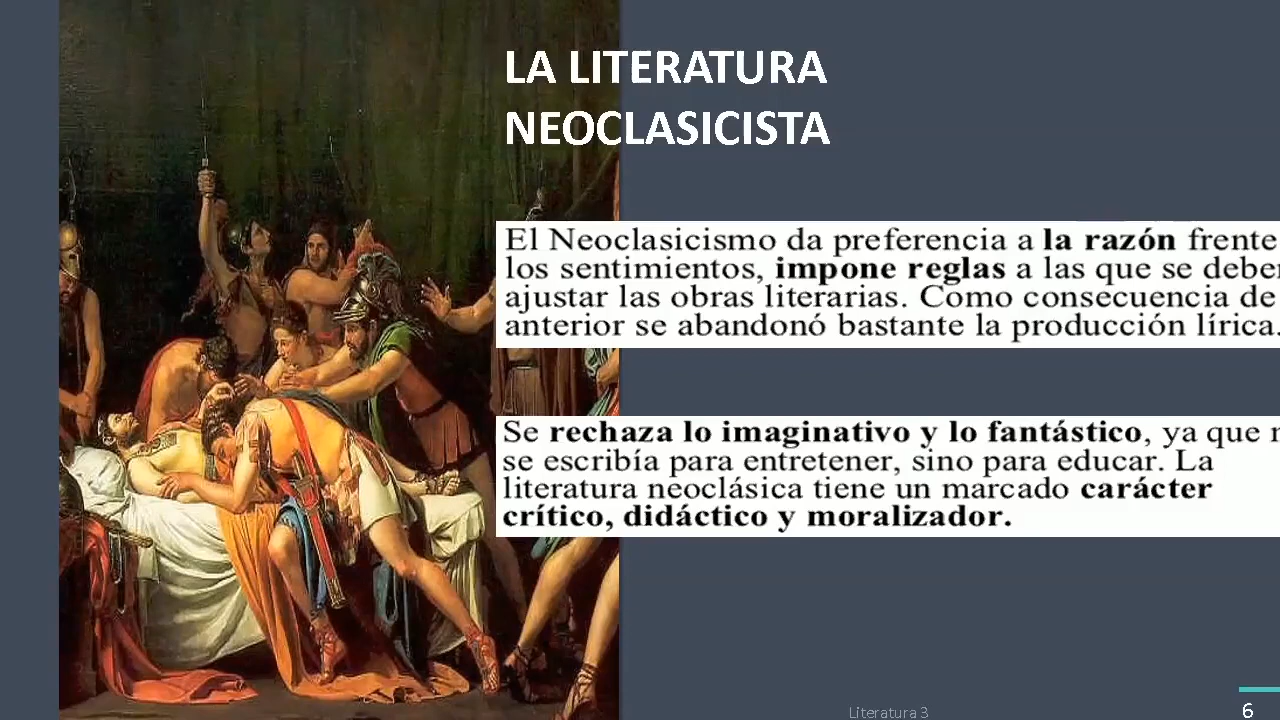 LA LITERATURA
NEOCLASICISTA
El Neoclasicismo da preferencia a la razón frente
los sentimientos, impone reglas a las que se deben
ajustar las obras literarias. Como consecuencia de
anterior se abandonó bastante la producción lírica.
Se rechaza lo imaginativo y lo fantástico, ya que
se escribía para entretener, sino para educar. La
literatura neoclásica tiene un marcado carácter
crítico, didáctico y moralizador.
Literatura 3
6